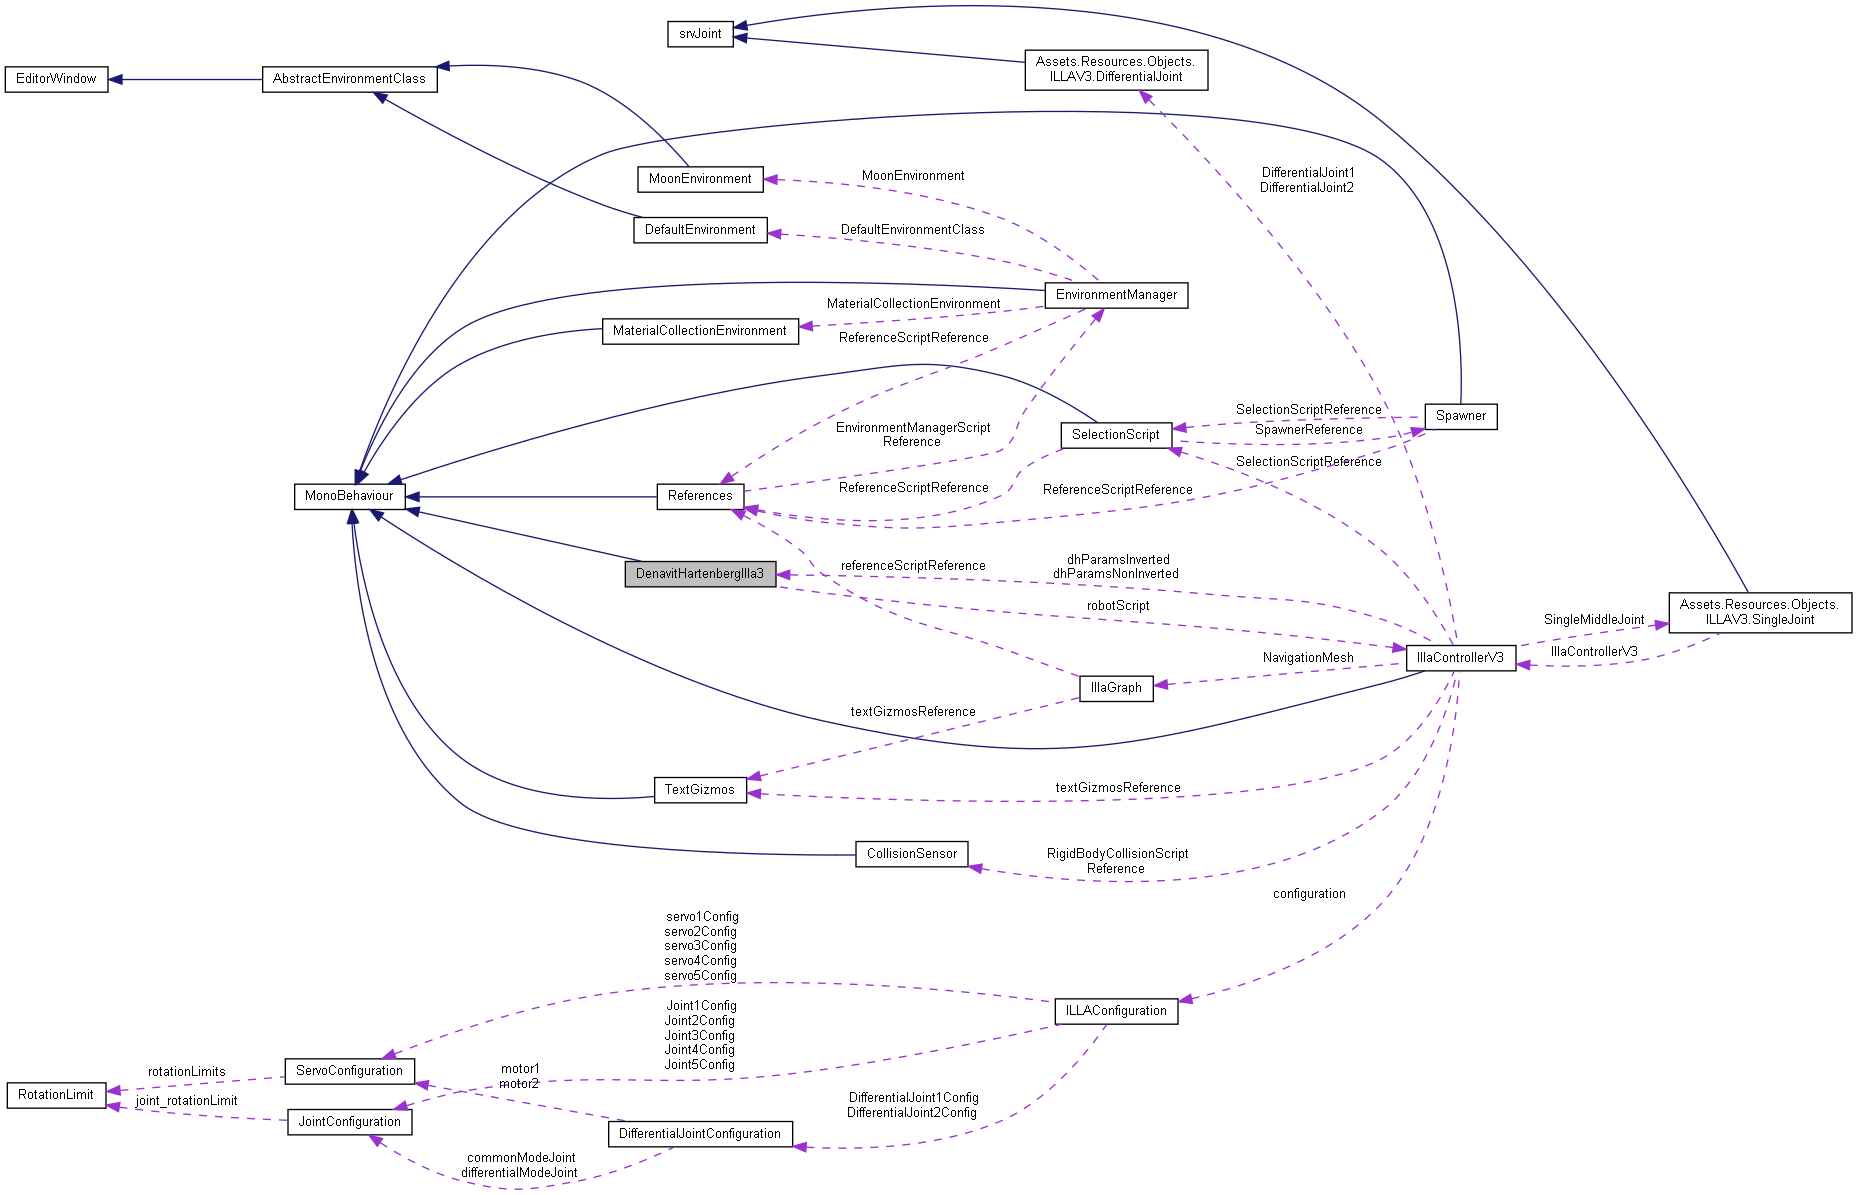 srvJoint
Assets.Resources.Objects.
ILLAV3.DifferentialJoint
EditorWindow
AbstractEnvironmentClass
MoonEnvironment
MoonEnvironment
DifferentialJoint1
DifferentialJoint2
DefaultEnvironment
DefaultEnvironmentClass
EnvironmentManager
MaterialCollectionEnvironment
MaterialCollectionEnvironment
ReferenceScriptReference
Spawner
SelectionScriptReference
SpawnerReference
SelectionScript
EnvironmentManagerScript
Reference
SelectionScriptReference
MonoBehaviour
References
ReferenceScriptReference
ReferenceScriptReference
DenavitHartenbergIlla3
referenceScriptReference
dhParamsInverted
dhParamsNonInverted
robotScript
Assets.Resources.Objects.
ILLAV3.SingleJoint
SingleMiddleJoint
IllaControllerV3
IllaControllerV3
NavigationMesh
IllaGraph
textGizmosReference
TextGizmos
textGizmosReference
CollisionSensor
RigidBodyCollisionScript
Reference
configuration
servo1Config
servo2Config
servo3Config
servo4Config
servo5Config
ILLAConfiguration
Joint1Config
Joint2Config
Joint3Config
Joint4Config
Joint5Config
ServoConfiguration
rotationLimits
RotationLimit
joint_rotationLimit
motor1
motor2
JointConfiguration
DifferentialJointConfiguration
DifferentialJoint1Config
DifferentialJoint2Config
commonModeJoint
differentialModeJoint